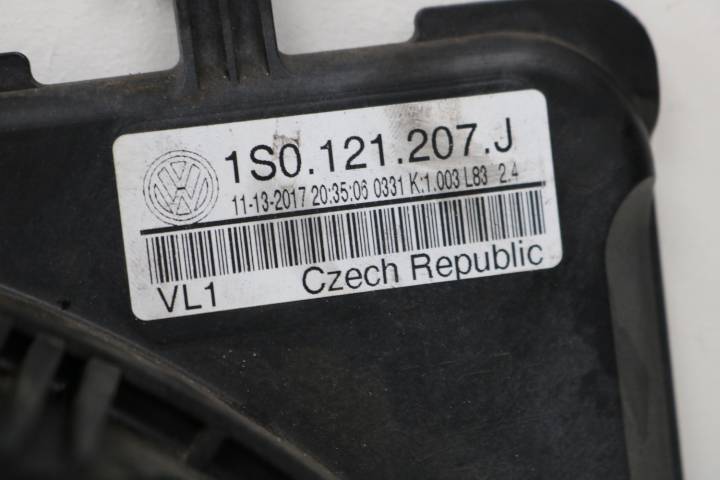 1S0.121.207.J
11-13-2017 20:35:06 0331 K:1.003 L83 2.4
VL1 Czech Republic